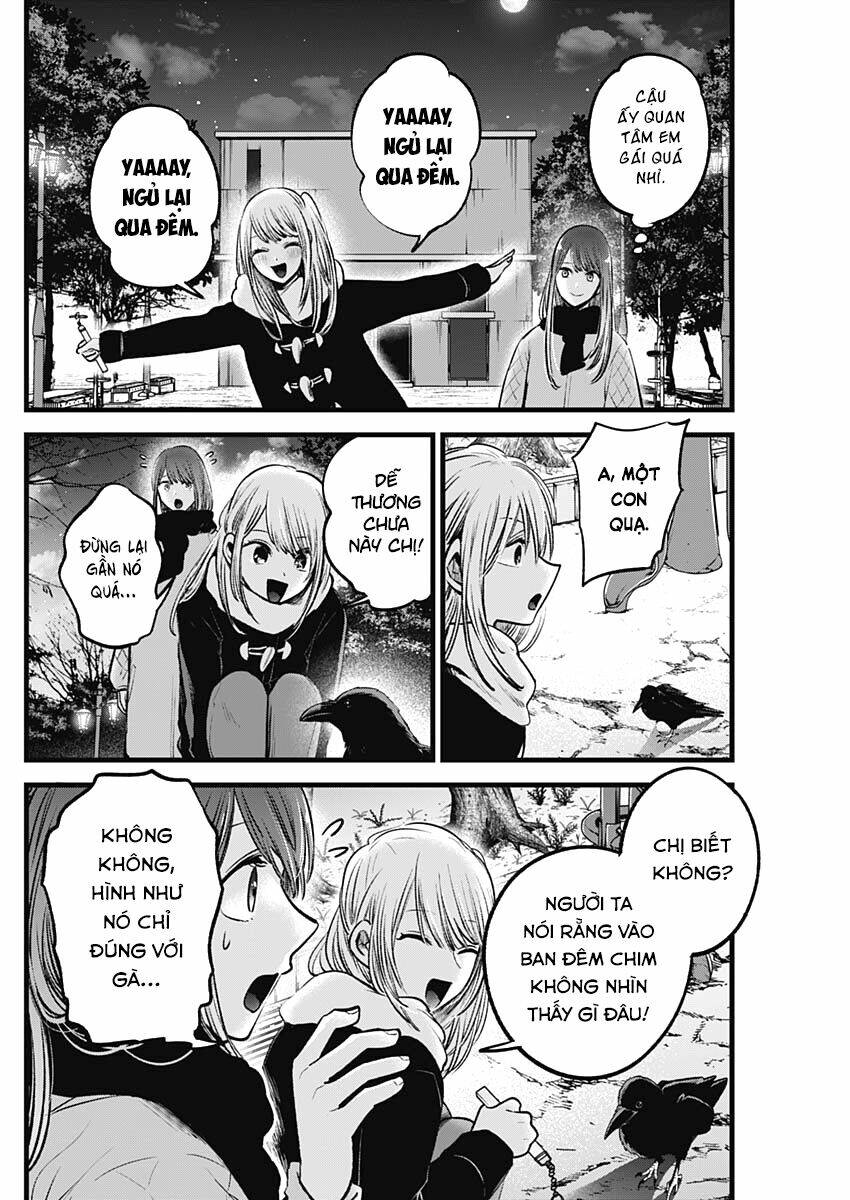 CẬU
ẤY QUAN
TÂM EM
GÁI QUÁ
NHỈ.
YAAAAY,
NGỦ LẠI
QUA ĐÊM.
YAAAAY,
NGỦ LẠI
QUA ĐÊM.
A, MỘT
CON
QUẠ.
DỄ
THƯƠNG
CHƯA
NÀY CHỊ!
ĐỪNG LẠI
GẦN NÓ
QUÁ...
CHỊ BIẾT
KHÔNG?
NGƯỜI TA
NÓI RẰNG VÀO
BAN ĐÊM CHIM
KHÔNG NHÌN
THẤY GÌ ĐÂU!
KHÔNG
KHÔNG,
HÌNH NHƯ
NÓ CHỈ
ĐÚNG VỚI
GÀ...